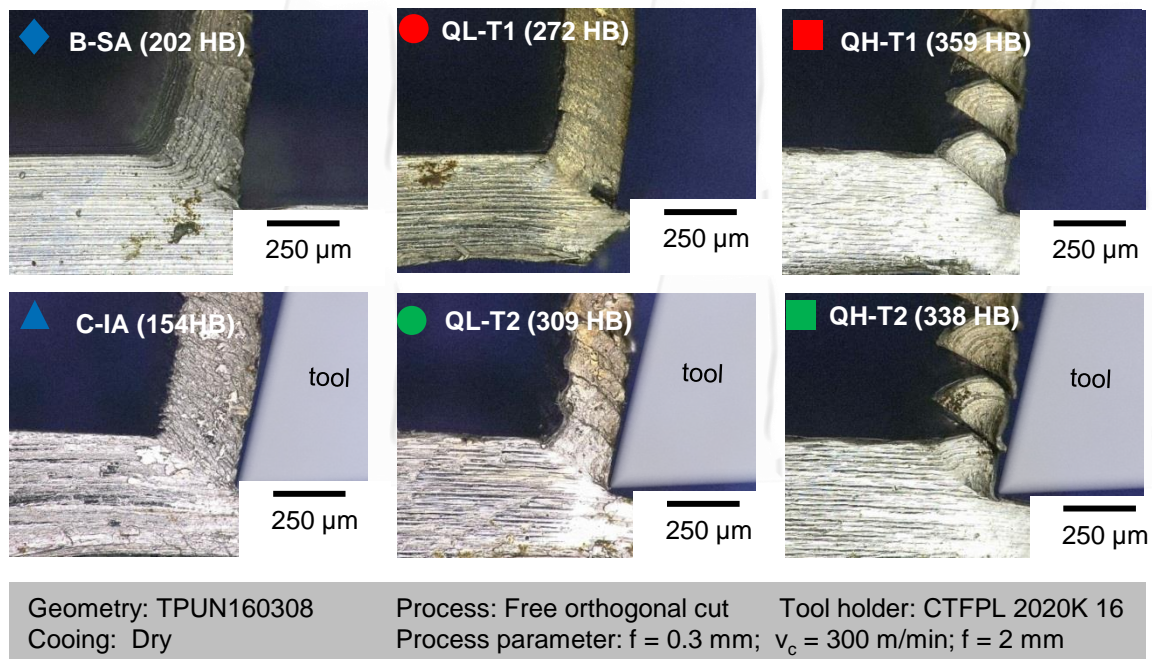 B-SA (202 HB)
QL-T1 (272 HB)
QH-T1 (359 HB)
250 µm
250 µm
250 µm
C-IA (154HB)
QL-T2 (309 HB)
QH-T2 (338 HB)
tool
tool
tool
250 µm
250 µm
250 µm
Geometry: TPUN160308 Process: Free orthogonal cut Tool holder: CTFPL 2020K 16
Cooing: Dry Process parameter: f = 0.3 mm; vc = 300 m/min; f = 2 mm